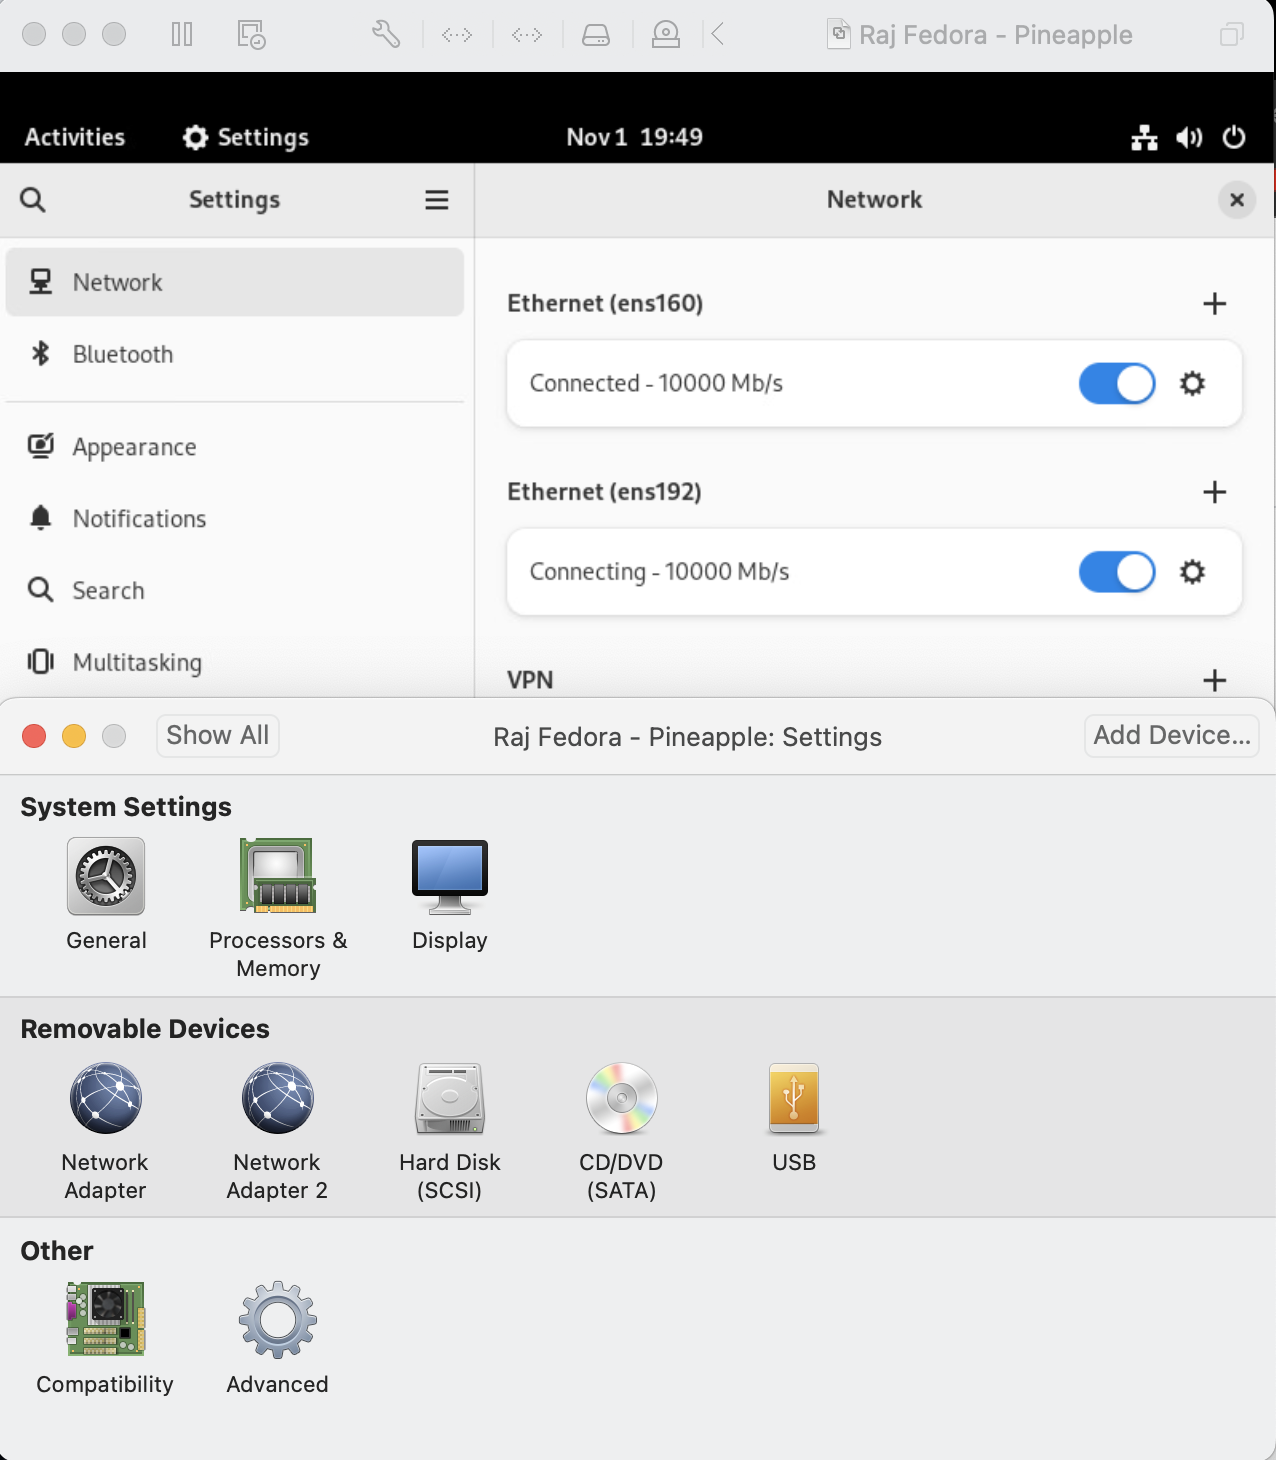 Raj Fedora - Pineapple
Activities
Settings
Nov 1 19:49
Settings
Network
Network
Bluetooth
Appearance
Notifications
Search
Multitasking
Ethernet (ens160)
Connected - 10000 Mb/s
Ethernet (ens192)
Connecting - 10000 Mb/s
VPN
Show All
Raj Fedora - Pineapple: Settings
Add Device...
System Settings
General
Processors &
Memory
Display
Removable Devices
Network
Adapter
Network
Adapter 2
Hard Disk
(SCSI)
CD/DVD
(SATA)
USB
Other
Compatibility
Advanced